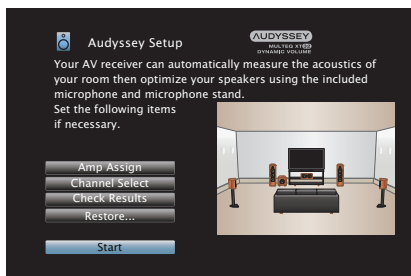 Audyssey Setup
AUDYSSEY
MULTEQ XT32
DYNAMIC VOLUME
Your AV receiver can automatically measure the acoustics of
your room then optimize your speakers using the included
microphone and microphone stand.
Set the following items
if necessary.
Amp Assign
Channel Select
Check Results
Restore...
Start